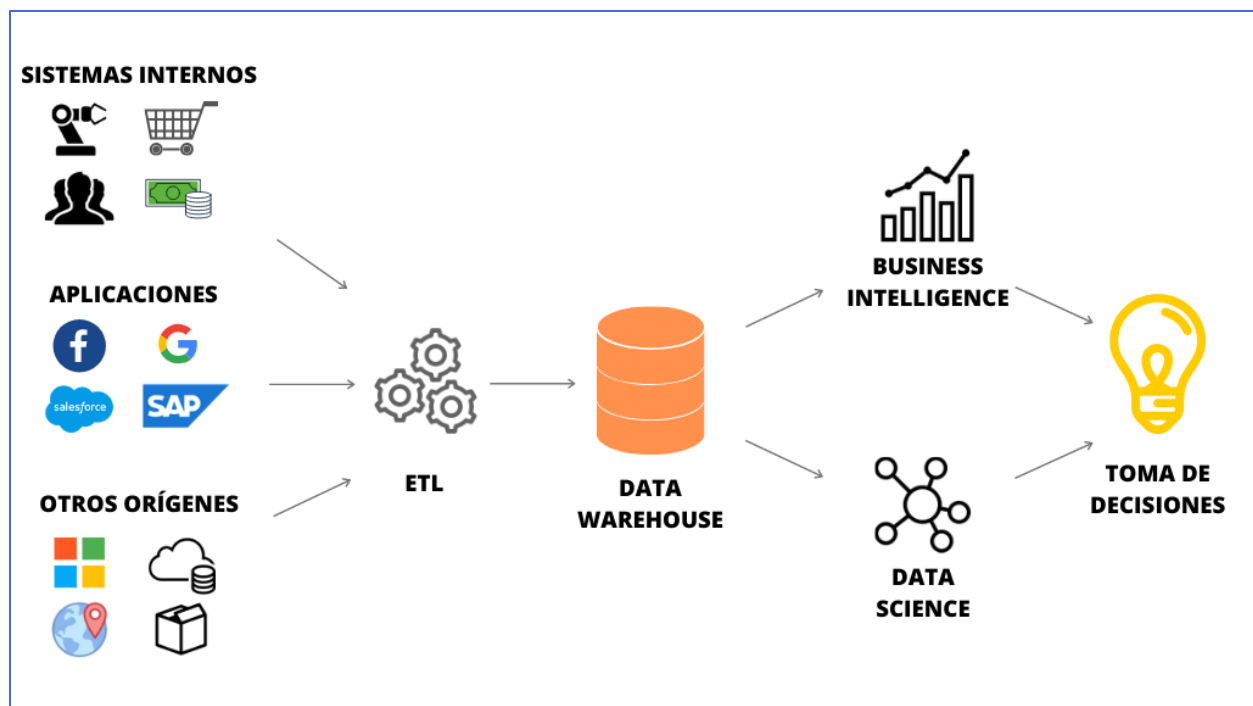 SISTEMAS INTERNOS
APLICACIONES
f
G
salesforce
SAP
OTROS ORÍGENES
ETL
DATA
WAREHOUSE
BUSINESS
INTELLIGENCE
DATA
SCIENCE
TOMA DE
DECISIONES